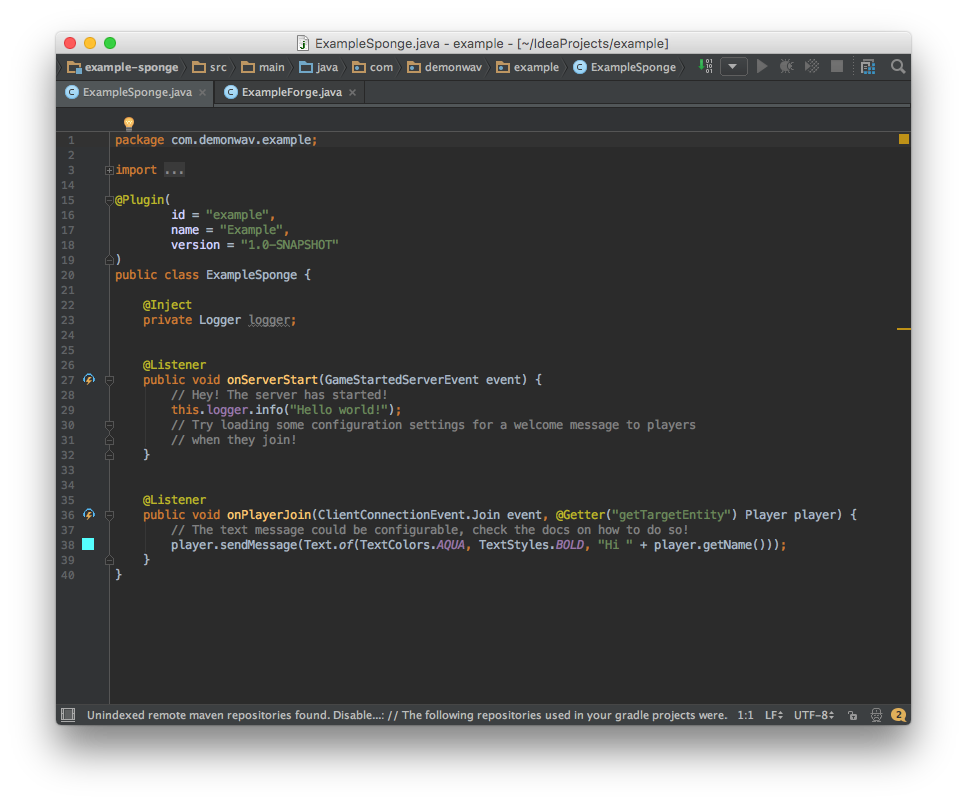 ExampleSponge.java - example - [~/IdeaProjects/example]
example-sponge src main java com demonwav example ExampleSponge
ExampleSponge.java ExampleForge.java
1 package com.demonwav.example;
2
3 import ...
14
15 @Plugin(
16 id = "example",
17 name = "Example",
18 version = "1.0-SNAPSHOT"
19 )
20 public class ExampleSponge {
21
22 @Inject
23 private Logger logger;
24
25
26 @Listener
27 public void onServerStart(GameStartedServerEvent event) {
28 // Hey! The server has started!
29 this.logger.info("Hello world!");
30 // Try loading some configuration settings for a welcome message to players
31 // when they join!
32 }
33
34
35 @Listener
36 public void onPlayerJoin(ClientConnectionEvent.Join event, @Getter("getTargetEntity") Player player) {
37 // The text message could be configurable, check the docs on how to do so!
38 player.sendMessage(Text.of(TextColors.AQUA, TextStyles.BOLD, "Hi " + player.getName()));
39 }
40 }
Unindexed remote maven repositories found. Disable...: // The following repositories used in your gradle projects were. 1:1 LF UTF-8 2